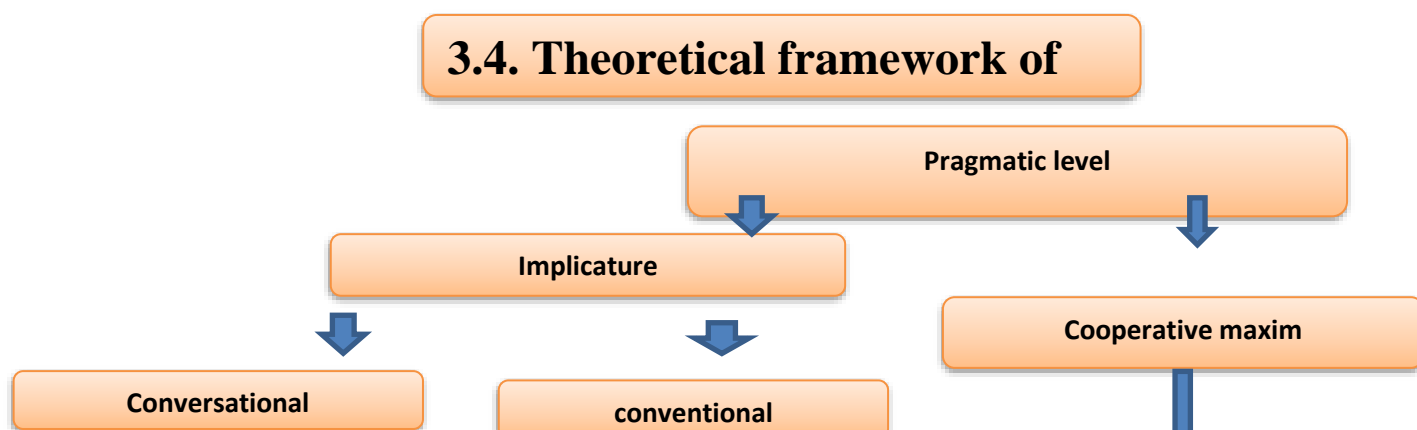 3.4. Theoretical framework of
Pragmatic level
Implicature
Cooperative maxim
Conversational
conventional